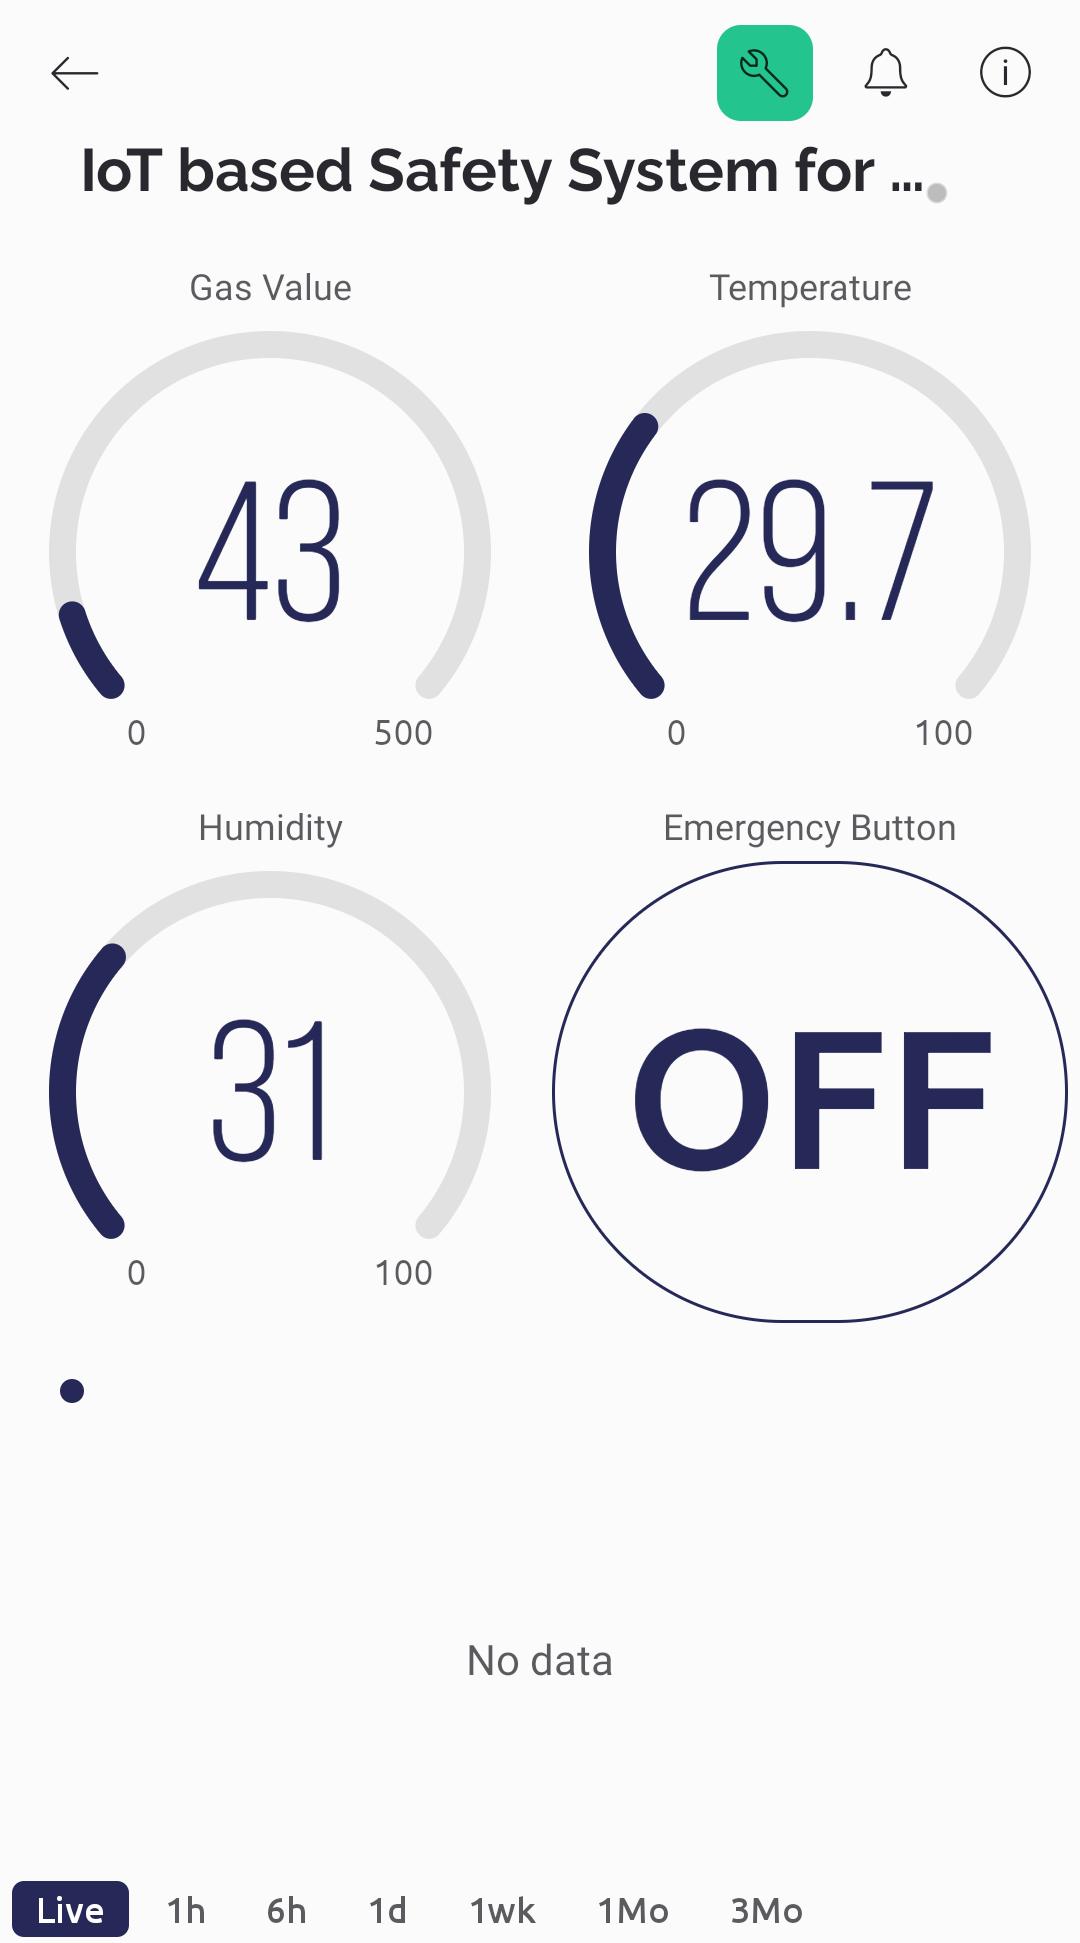 IoT based Safety System for ...
Gas Value
Temperature
43
29.7
0
500
0
100
Humidity
Emergency Button
31
OFF
0
100
No data
Live 1h 6h 1d 1wk 1Mo 3Mo